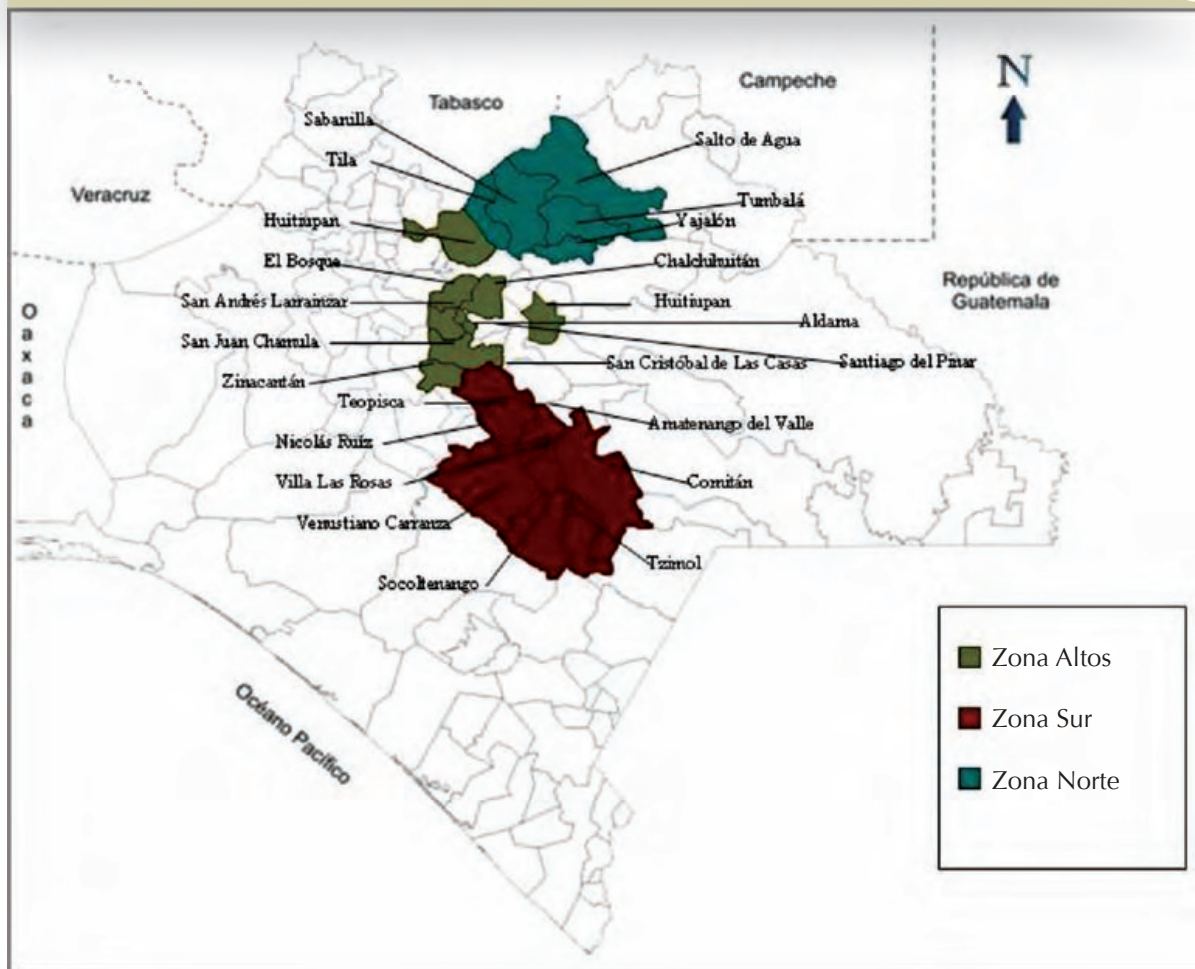 N
Campeche
Tabasco
Sabanilla
Salto de Agua
Tila
Veracruz
Tumbalá
Huitiupan
Yajalón
El Bosque
Chalchihuitán
República de
Guatemala
San Andrés Larrainzar
Huitiupan
Oaxaca
Aldama
San Juan Chamula
San Cristóbal de Las Casas
Santiago del Pinar
Zinacantán
Teopisca
Amatenango del Valle
Nicolás Ruíz
Villa Las Rosas
Comitán
Venustiano Carranza
Tzimol
Socoltenango
Océano Pacífico
Zona Altos
Zona Sur
Zona Norte